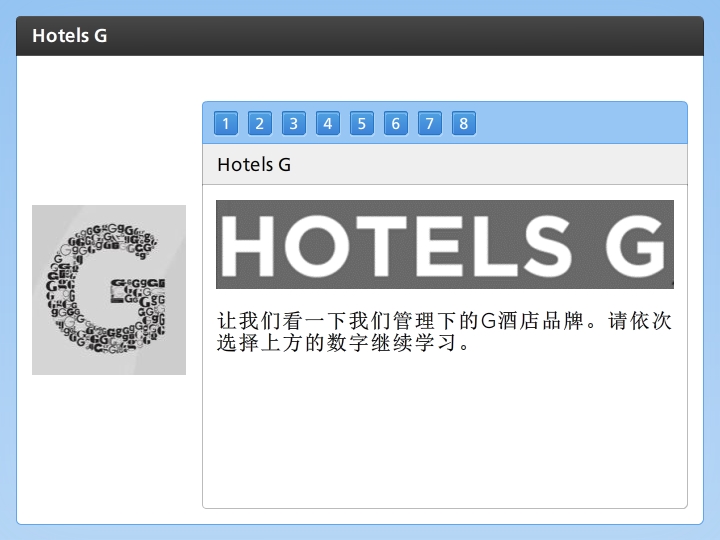 Hotels G
1 2 3 4 5 6 7 8
Hotels G
HOTELS G
让我们看一下我们管理下的G酒店品牌。请依次
选择上方的数字继续学习。
G